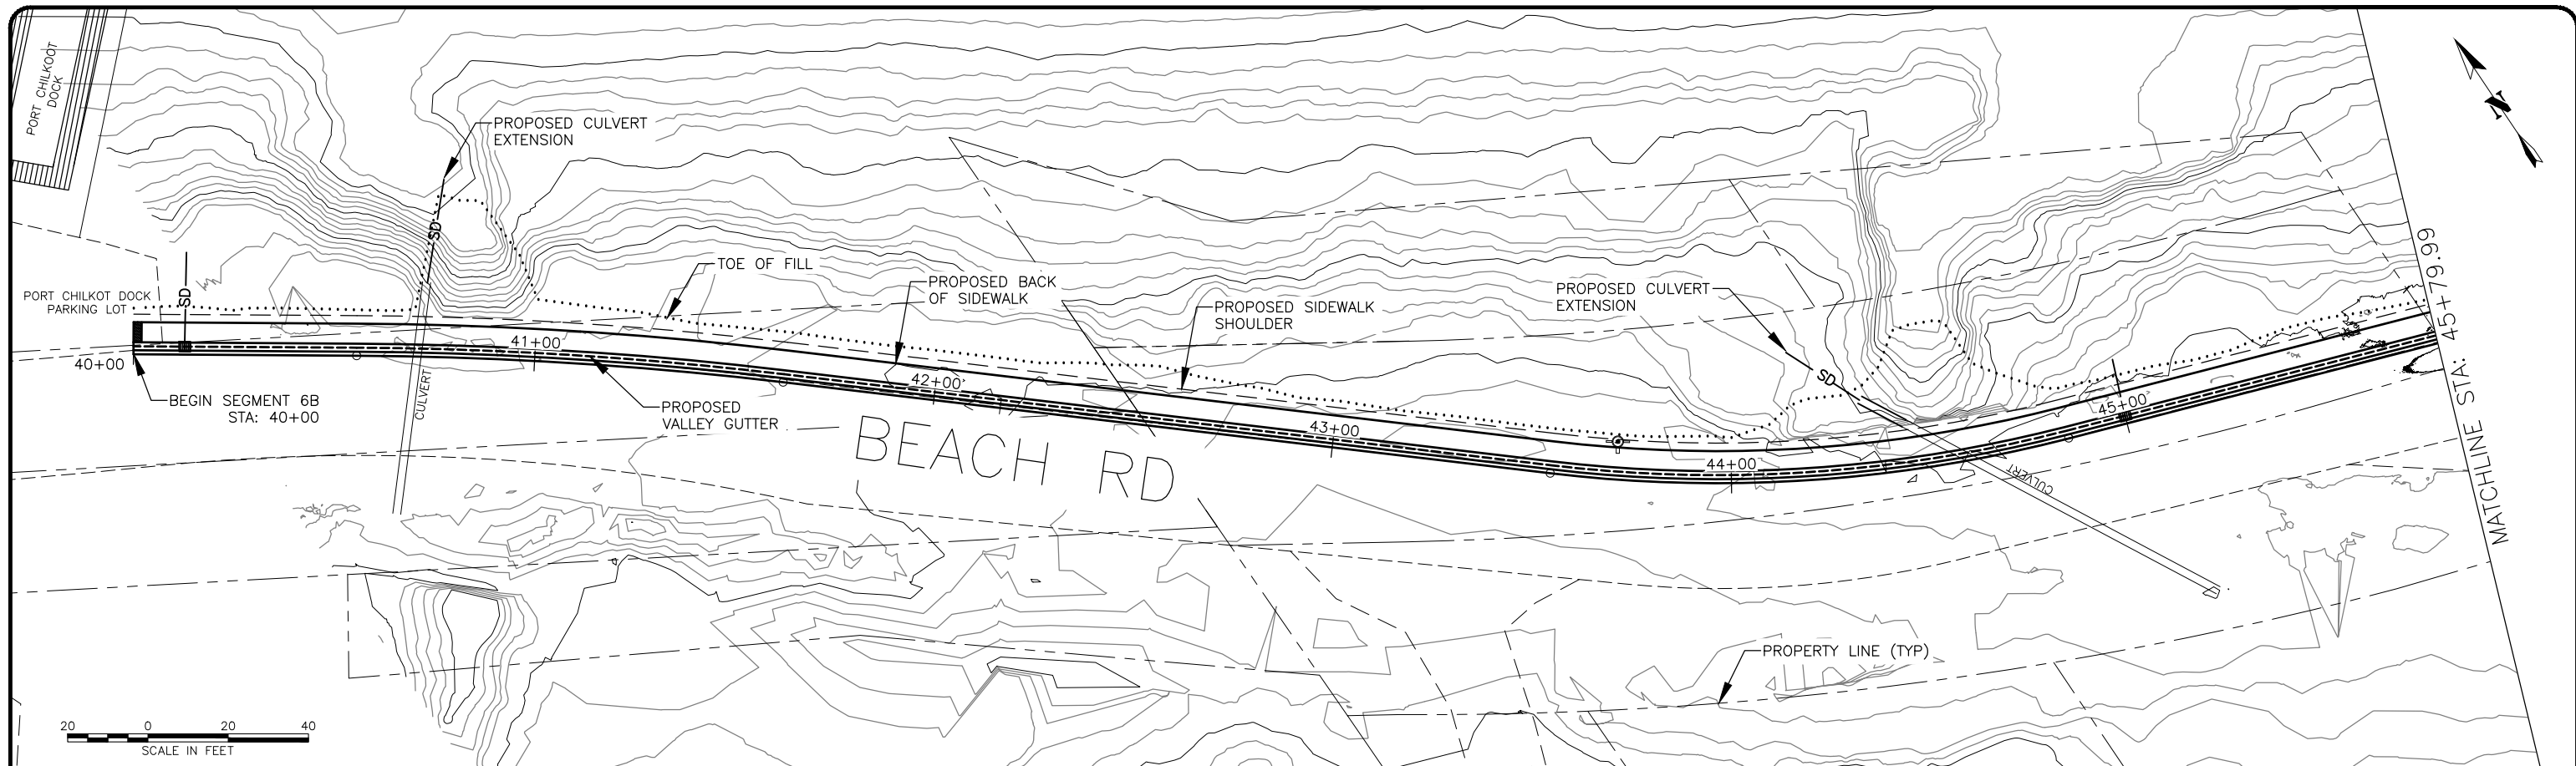 PORT CHILKOOT
DOCK
N
PROPOSED CULVERT
EXTENSION
SD
TOE OF FILL
PROPOSED BACK
OF SIDEWALK
PROPOSED SIDEWALK
SHOULDER
PROPOSED CULVERT
EXTENSION
SD
PORT CHILKOT DOCK
PARKING LOT
SD
40+00
41+00
42+00
43+00
44+00
45+00
BEGIN SEGMENT 6B
STA: 40+00
CULVERT
PROPOSED
VALLEY GUTTER
BEACH RD
CULVERT
MATCHLINE STA: 45+79.99
PROPERTY LINE (TYP)
20 0 20 40
SCALE IN FEET